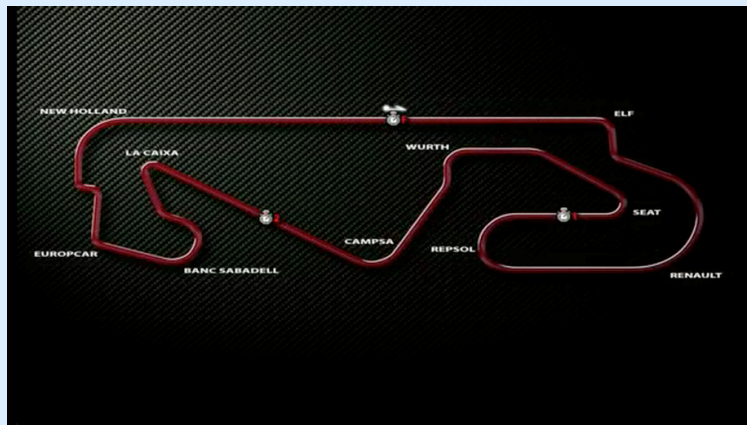 NEW HOLLAND
ELF
LA CAIXA
WURTH
SEAT
CAMPSA
REPSOL
EUROPCAR
BANC SABADELL
RENAULT